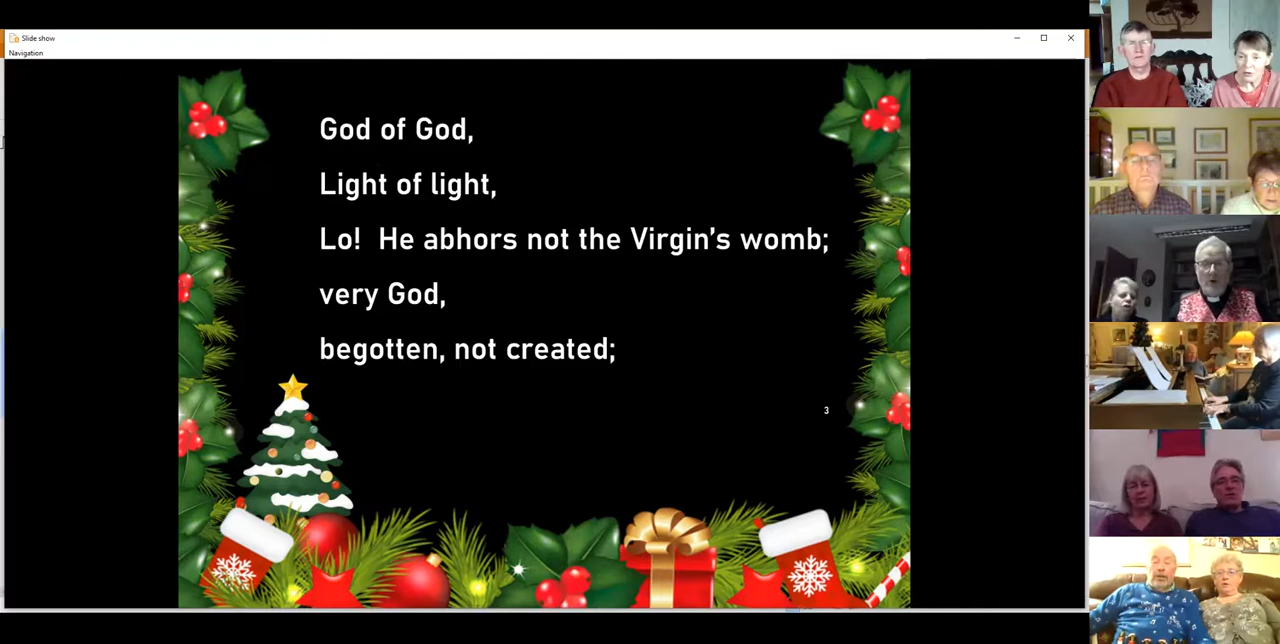 Slide show
Navigation
God of God,
Light of light,
Lo!  He abhors not the Virgin's womb;
very God,
begotten, not created;
3